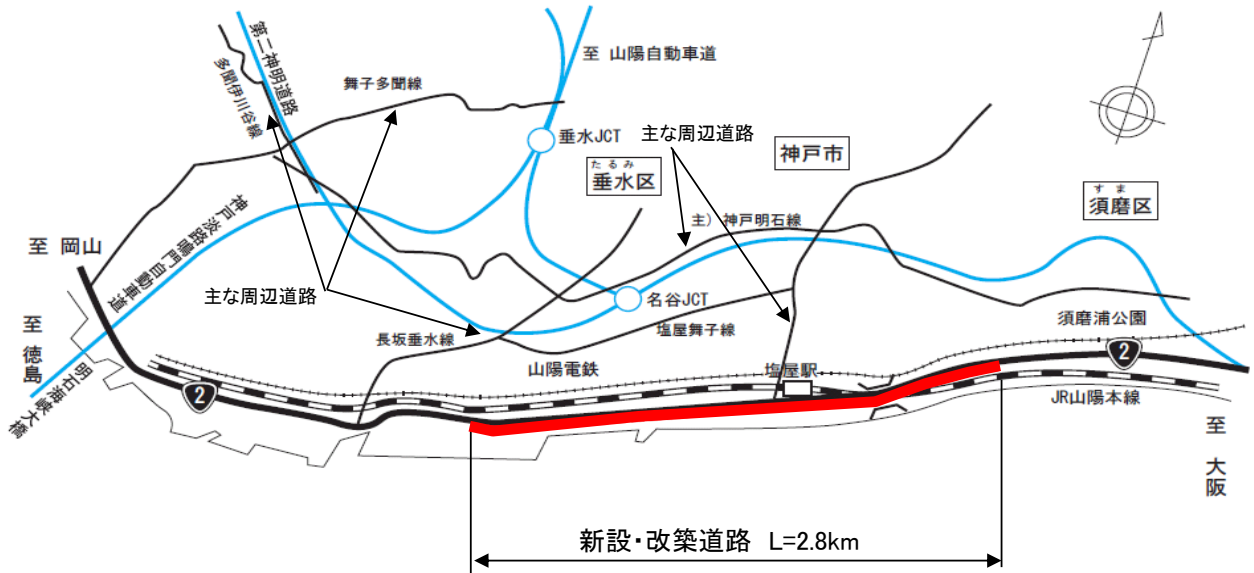 第二神明道路
多聞伊川谷線
舞子多聞線
至 山陽自動車道
垂水JCT
主な周辺道路
神戸市
たるみ
垂水区
すま
須磨区
主) 神戸明石線
至 岡山
神戸淡路鳴門自動車道
主な周辺道路
名谷JCT
塩屋舞子線
長坂垂水線
須磨浦公園
至 徳島
明石海峡大橋
山陽電鉄
塩屋駅
2
2
JR山陽本線
至 大阪
新設・改築道路 L=2.8km